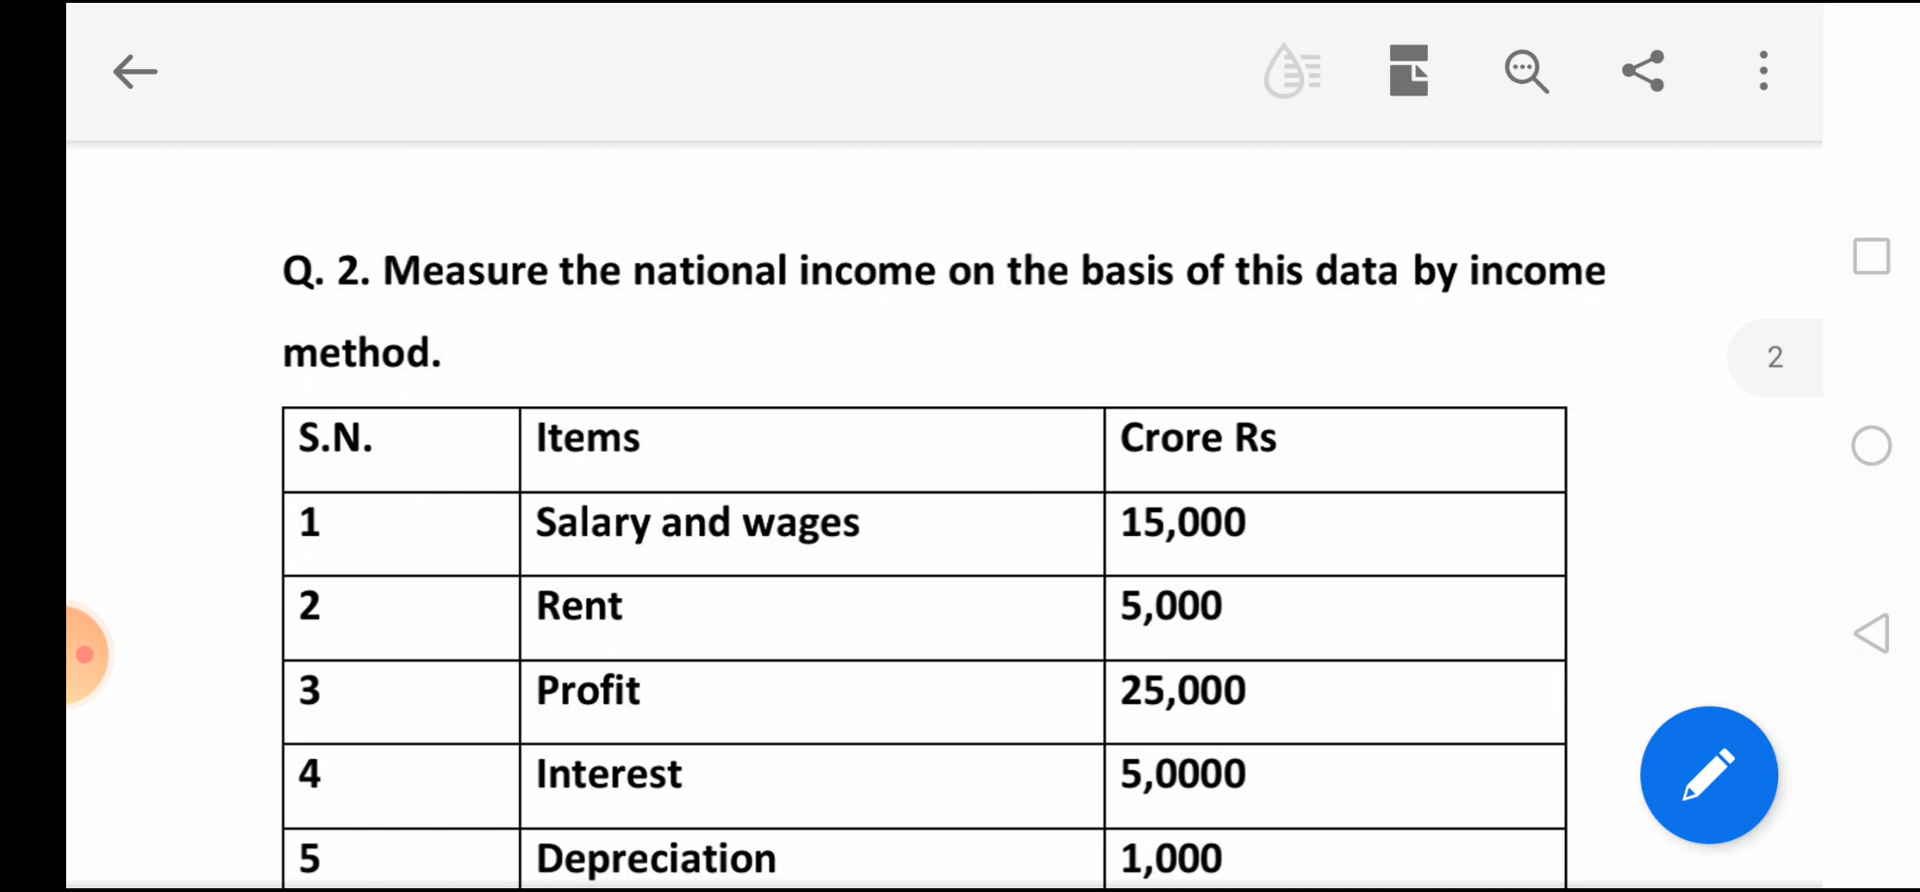 Q. 2. Measure the national income on the basis of this data by income
method.
2
S.N. Items Crore Rs
1 Salary and wages 15,000
2 Rent 5,000
3 Profit 25,000
4 Interest 5,0000
5 Depreciation 1,000